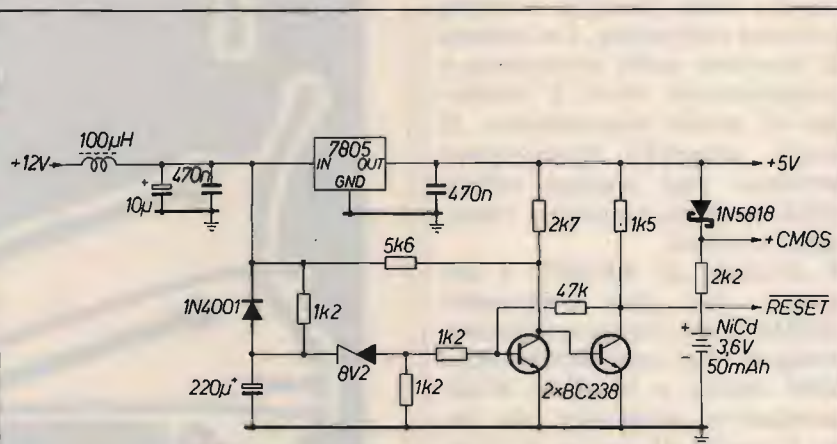 100µH
+12V
470n
10µ
+
7805
IN OUT
GND
470n
+5V
2k7
1k5
1N5818
+CMOS
5k6
2k2
1N4001
1k2
47k
RESET
1k2
8V2
+
NiCd
3,6V
50mAh
-
220µ
+
1k2
2×BC238